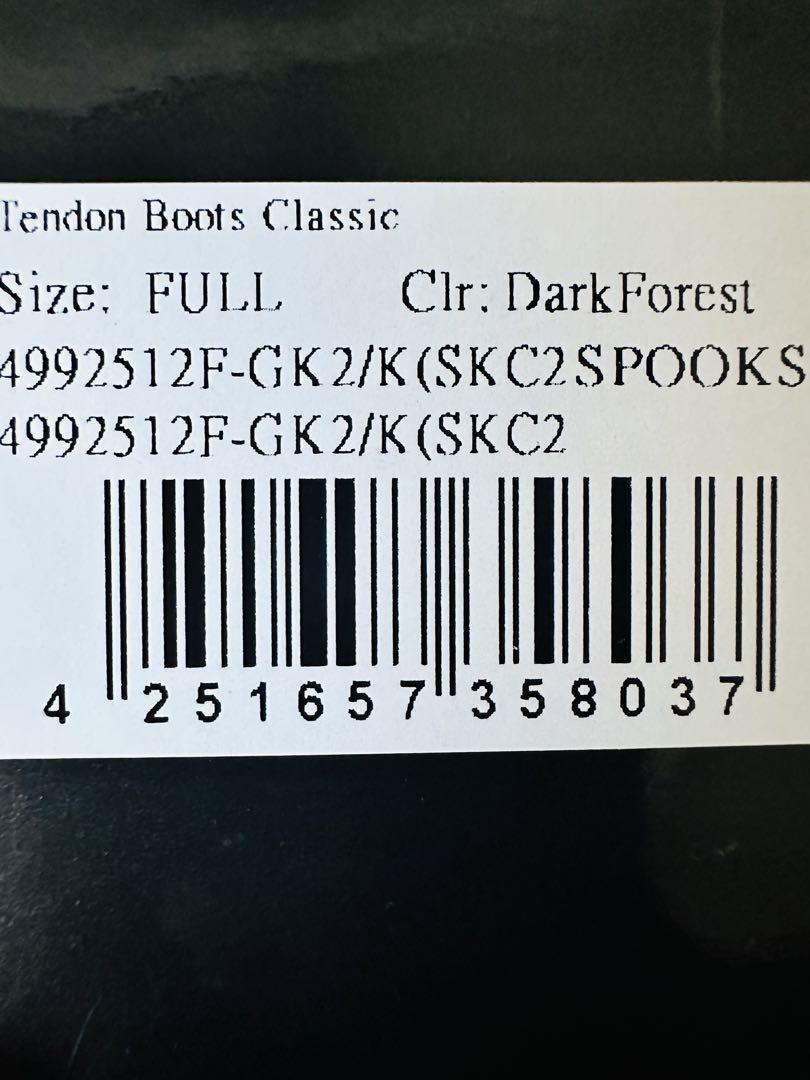 Tendon Boots Classic
Size: FULL Clr: DarkForest
4992512F-GK2/K(SKC2SPOOKS
4992512F-GK2/K(SKC2
4 251657 358037